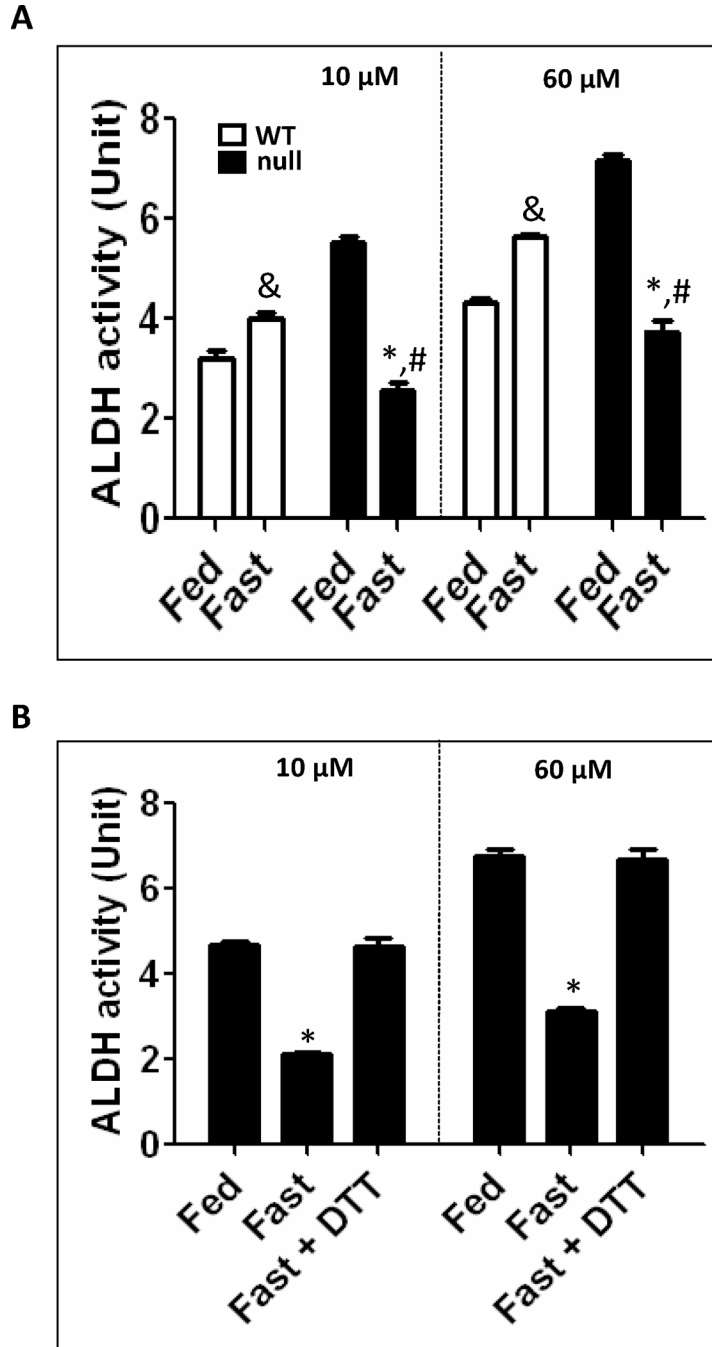 A
10 µM 60 µM
WT
null
ALDH activity (Unit)
8
6
4
2
0
&
*,#
&
*,#
Fed Fast Fed Fast Fed Fast Fed Fast
B
10 µM 60 µM
ALDH activity (Unit)
8
6
4
2
0
*
*
Fed Fast Fast + DTT Fed Fast Fast + DTT